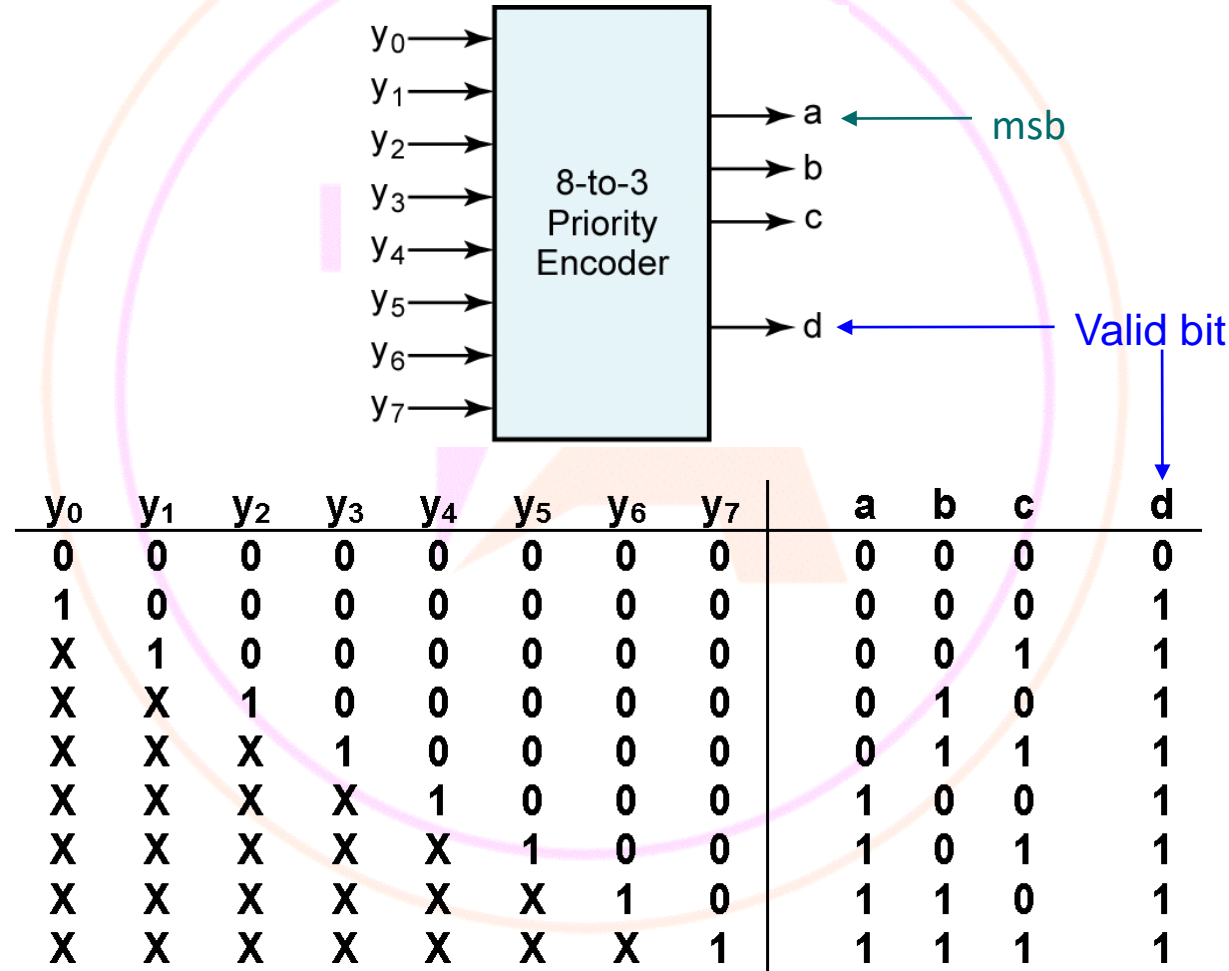 y0
y1
y2
y3
y4
y5
y6
y7
8-to-3
Priority
Encoder
a
msb
b
c
d
Valid bit
y0 y1 y2 y3 y4 y5 y6 y7 a b c d
0 0 0 0 0 0 0 0 0 0 0 0
1 0 0 0 0 0 0 0 0 0 0 1
X 1 0 0 0 0 0 0 0 0 1 1
X X 1 0 0 0 0 0 0 1 0 1
X X X 1 0 0 0 0 0 1 1 1
X X X X 1 0 0 0 1 0 0 1
X X X X X 1 0 0 1 0 1 1
X X X X X X 1 0 1 1 0 1
X X X X X X X 1 1 1 1 1